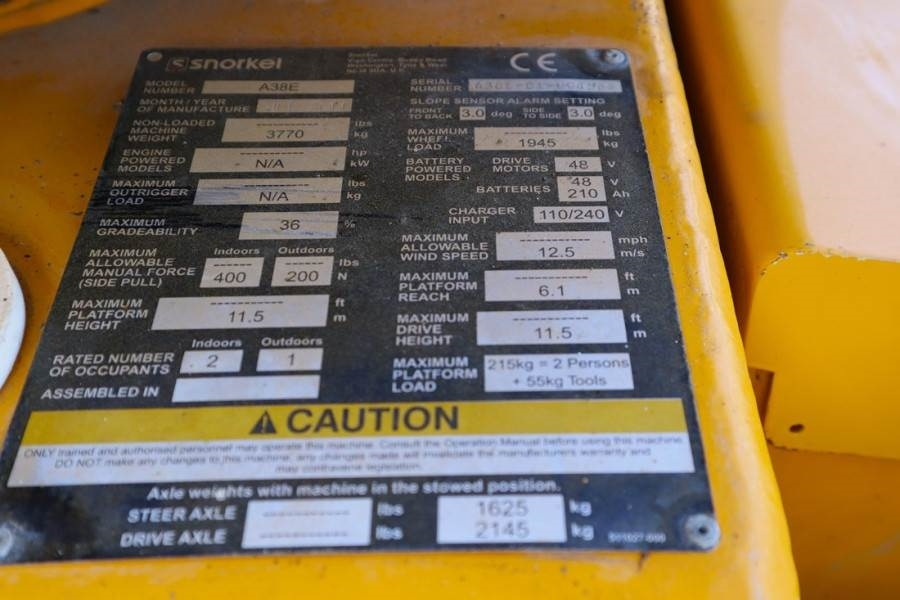 snorkel
CE
Snorkel
MODEL NUMBER A38E
SERIAL NUMBER
MONTH / YEAR OF MANUFACTURE
SLOPE SENSOR ALARM SETTING
FRONT TO BACK 3.0 deg SIDE TO SIDE 3.0 deg
NON-LOADED MACHINE WEIGHT ---------- lbs
3770 kg
MAXIMUM WHEEL LOAD ---------- lbs
1945 kg
ENGINE POWERED MODELS ---------- hp
N/A kW
BATTERY POWERED MODELS
DRIVE MOTORS 48 V
BATTERIES 48 V
210 Ah
MAXIMUM OUTRIGGER LOAD ---------- lbs
N/A kg
CHARGER INPUT 110/240 V
MAXIMUM GRADEABILITY 36 %
MAXIMUM ALLOWABLE WIND SPEED ---------- mph
12.5 m/s
Indoors Outdoors
MAXIMUM ALLOWABLE MANUAL FORCE (SIDE PULL) ---------- ---------- lbs
400 200 N
MAXIMUM PLATFORM REACH ---------- ft
6.1 m
MAXIMUM PLATFORM HEIGHT ---------- ft
11.5 m
MAXIMUM DRIVE HEIGHT ---------- ft
11.5 m
Indoors Outdoors
RATED NUMBER OF OCCUPANTS 2 1
MAXIMUM PLATFORM LOAD 215kg = 2 Persons
+ 55kg Tools
ASSEMBLED IN
CAUTION
ONLY trained and authorised personnel may operate this machine. Consult the Operation Manual before using this machine.
DO NOT make any changes to this machine, any changes made will invalidate the manufacturers warranty and
may contravene legislation.
Axle weights with machine in the stowed position.
STEER AXLE ---------- lbs 1625 kg
DRIVE AXLE ---------- lbs 2145 kg